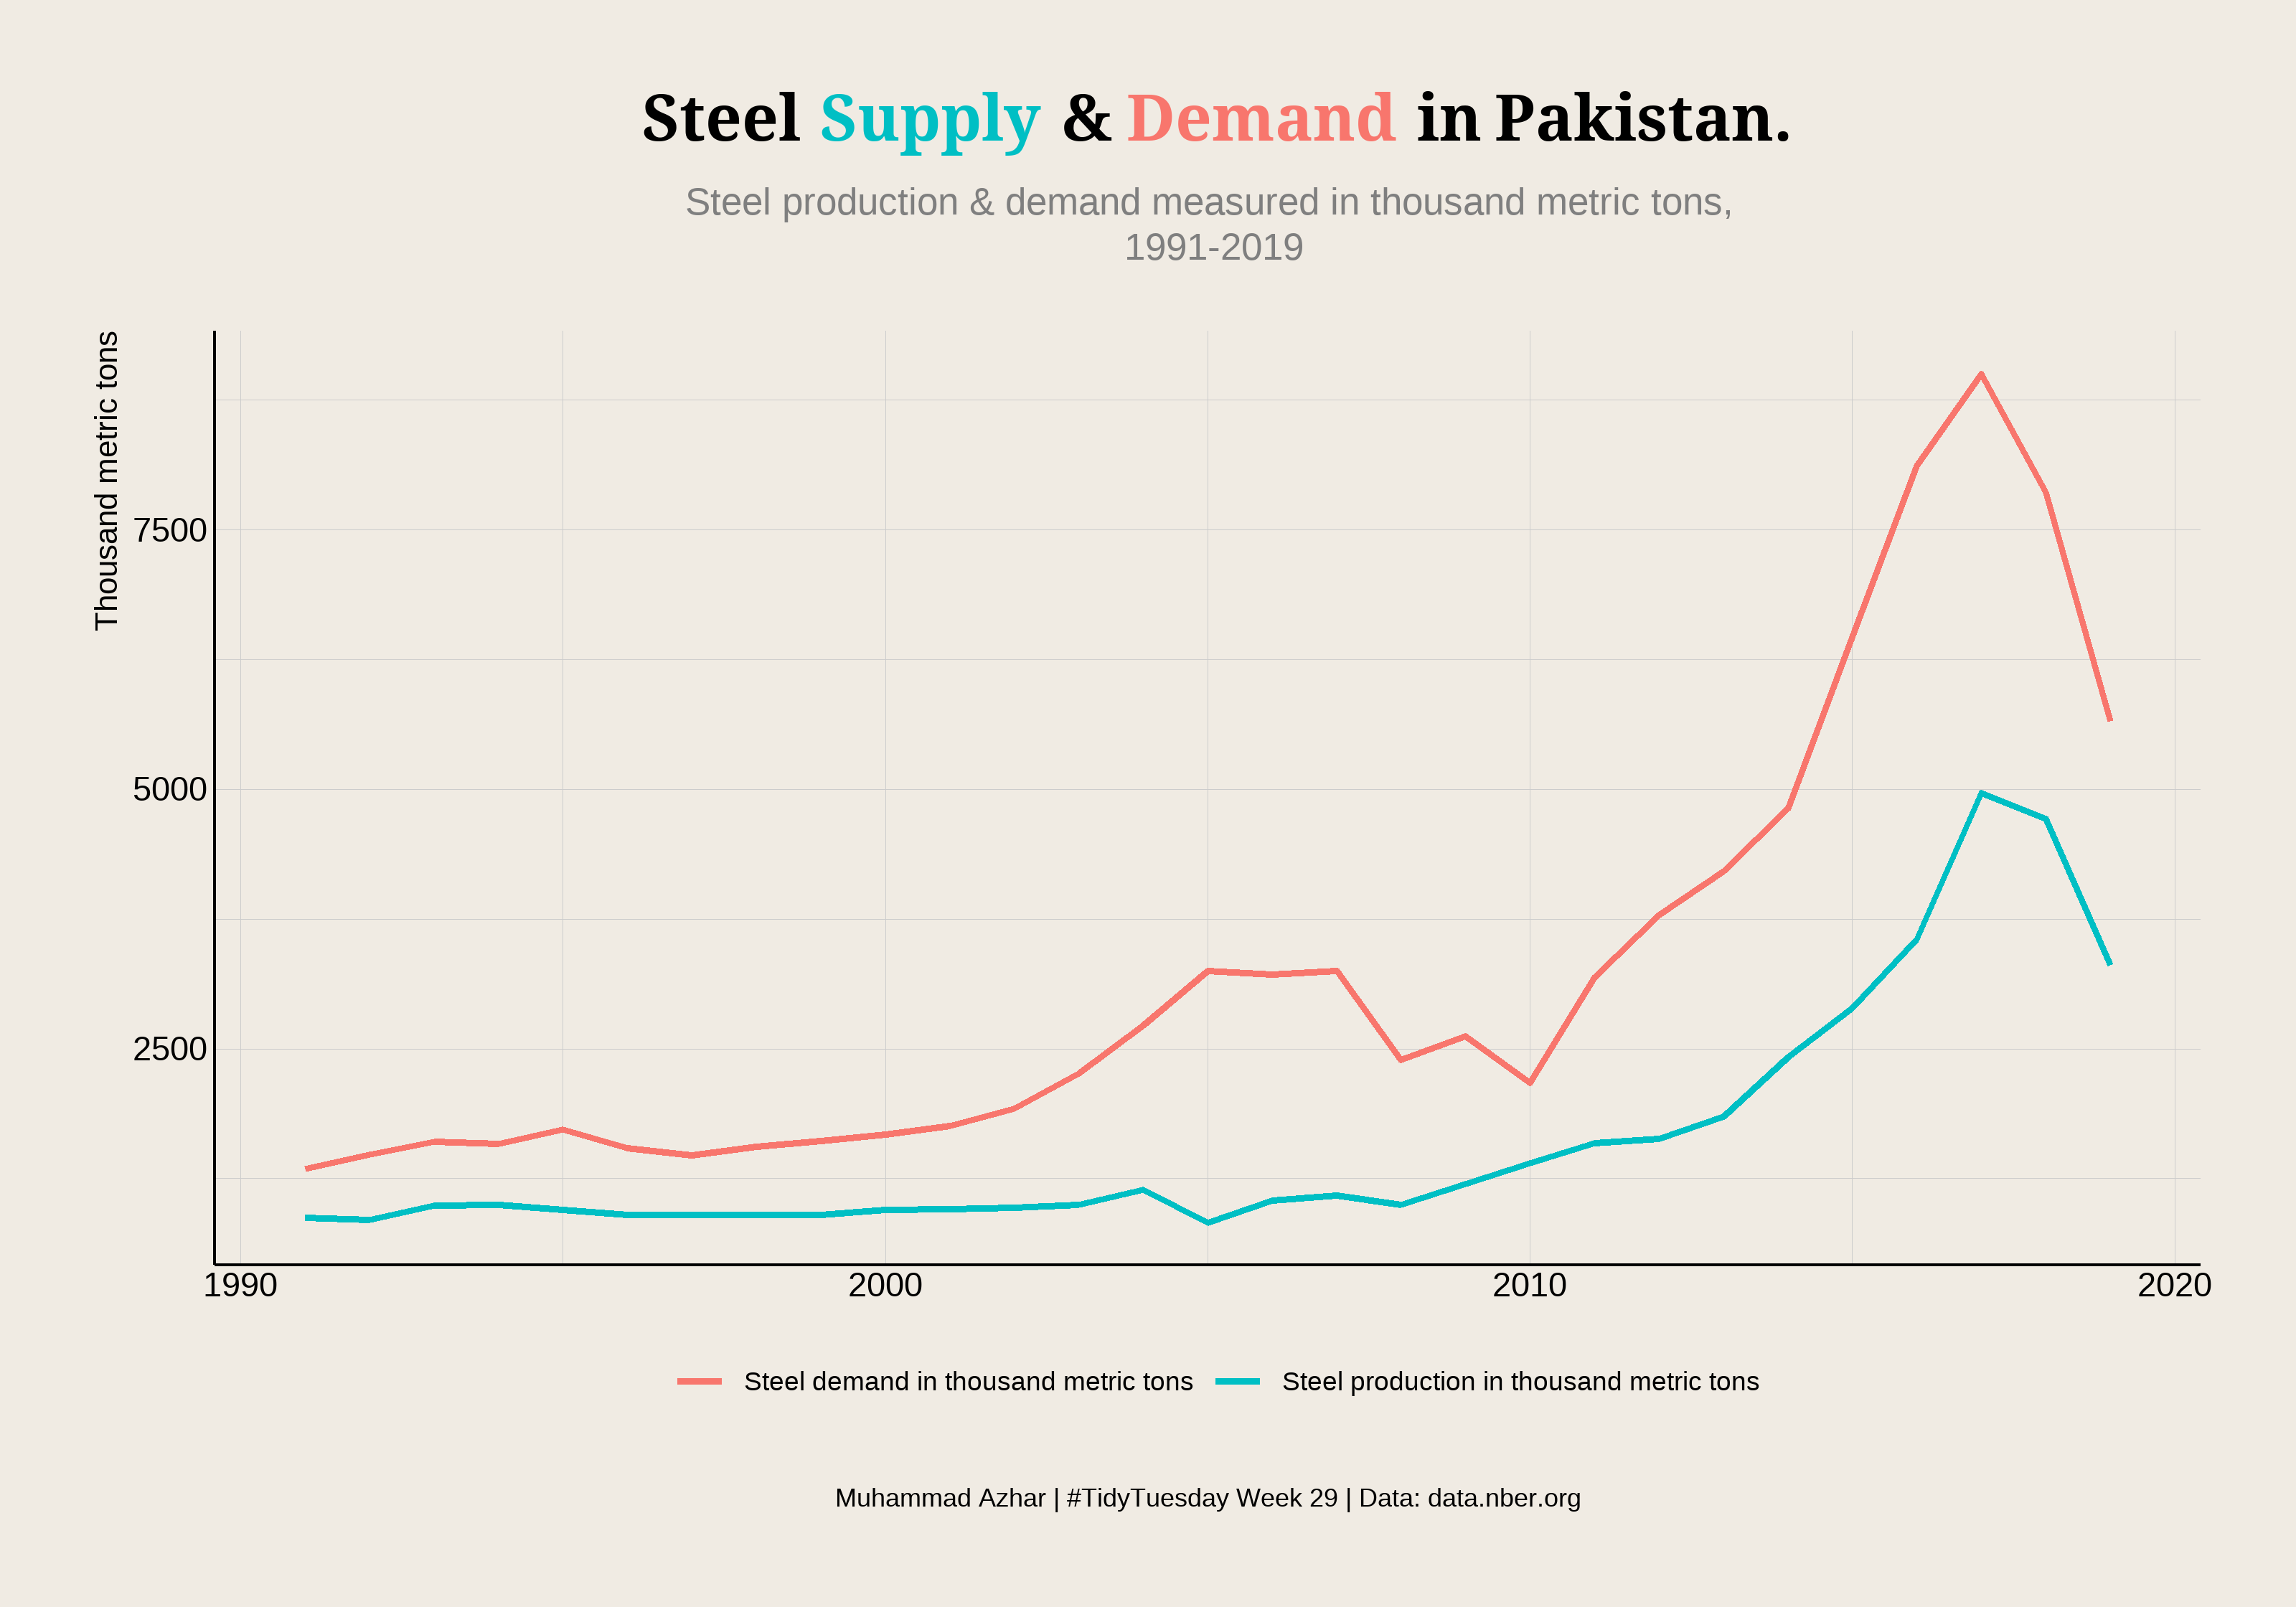 Steel Supply & Demand in Pakistan.
Steel production & demand measured in thousand metric tons,
1991-2019
Thousand metric tons
7500
5000
2500
1990
2000
2010
2020
Steel demand in thousand metric tons
Steel production in thousand metric tons
Muhammad Azhar | #TidyTuesday Week 29 | Data: data.nber.org